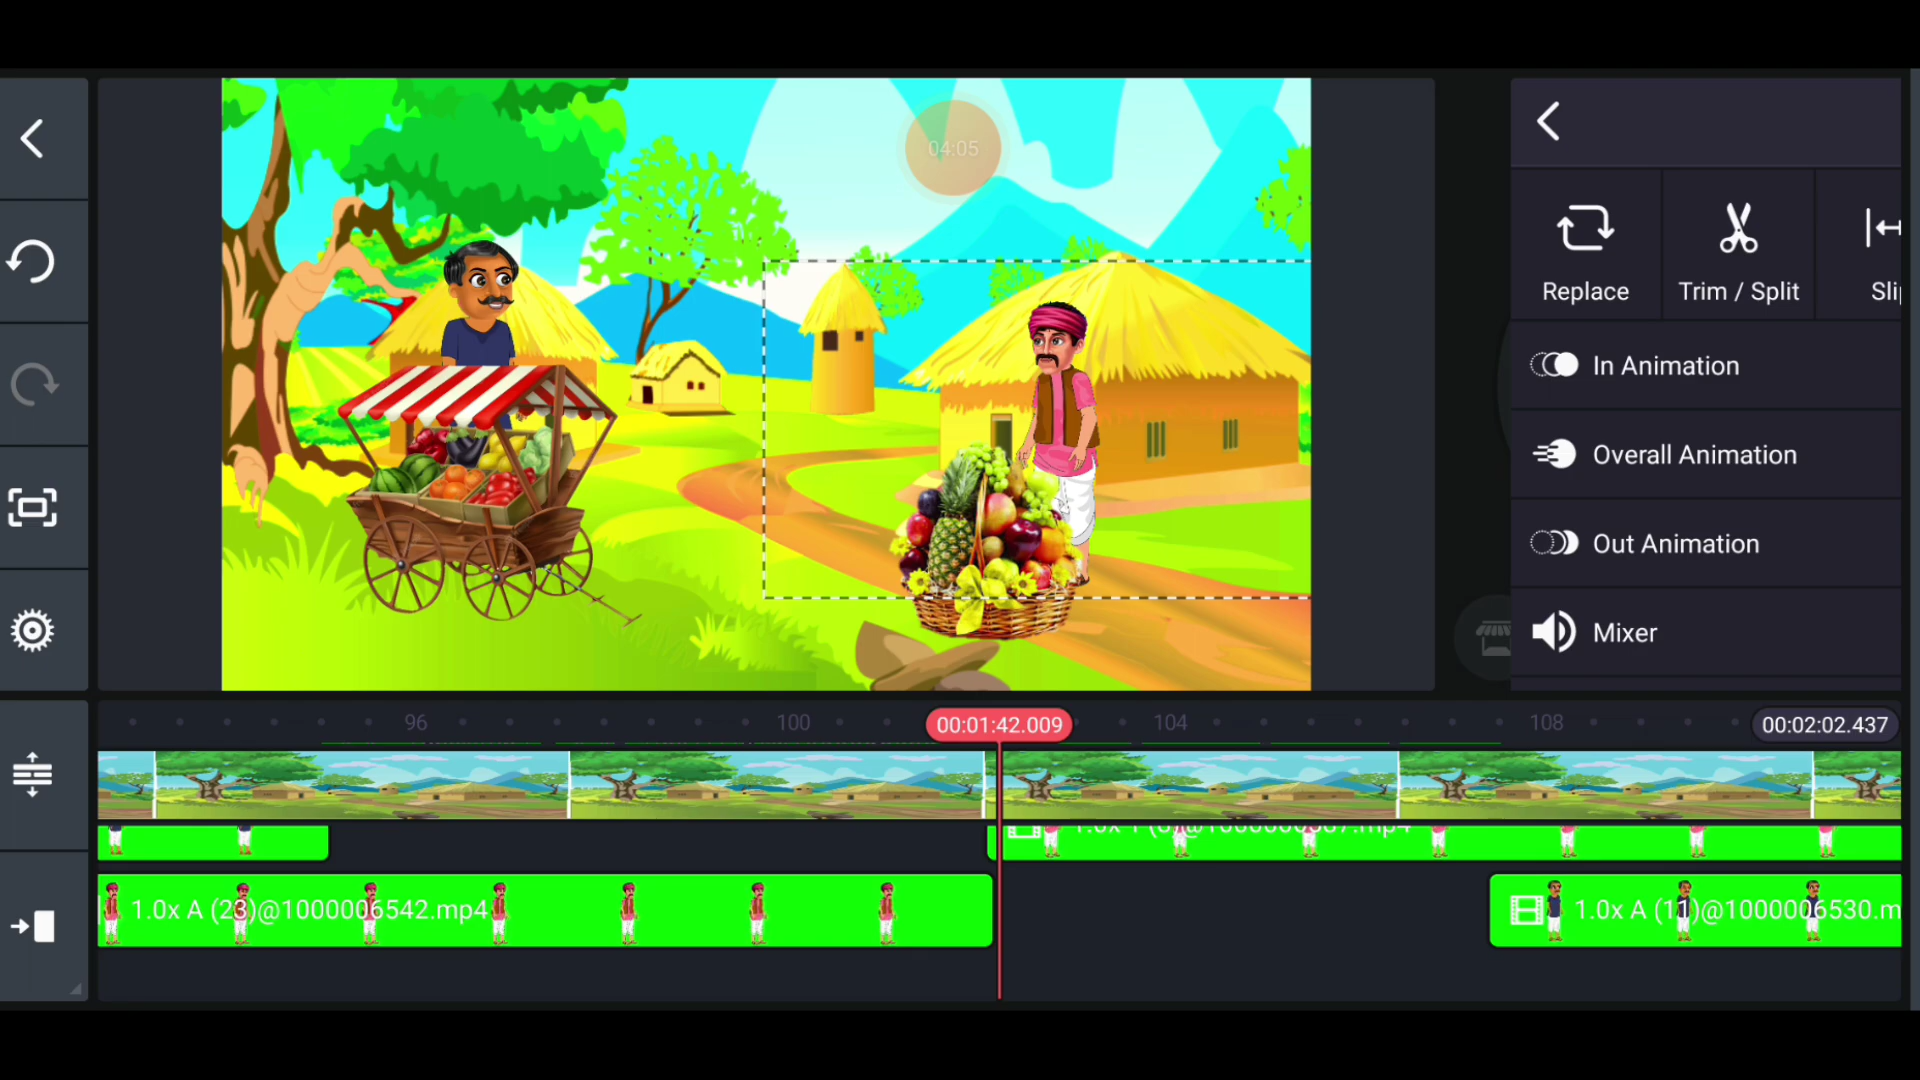 04:05
Replace
Trim / Split
Sli
In Animation
Overall Animation
Out Animation
Mixer
96
100
00:01:42.009
104
108
00:02:02.437
1.0x A (23)@1000006542.mp4
1.0x A (11)@1000006530.m